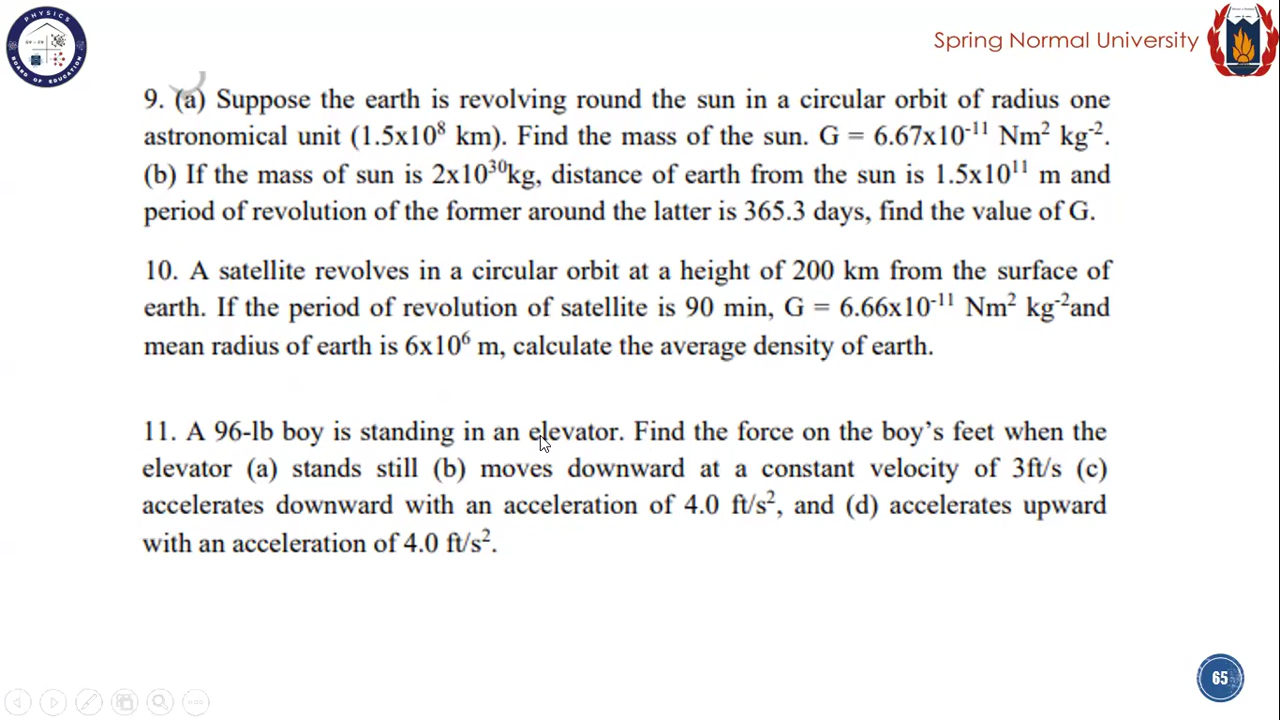 PHYSICS
BOARD OF EDUCATION
Spring Normal University
9. (a) Suppose the earth is revolving round the sun in a circular orbit of radius one
astronomical unit (1.5x10⁸ km). Find the mass of the sun. G = 6.67x10⁻¹¹ Nm² kg⁻².
(b) If the mass of sun is 2x10³⁰kg, distance of earth from the sun is 1.5x10¹¹ m and
period of revolution of the former around the latter is 365.3 days, find the value of G.
10. A satellite revolves in a circular orbit at a height of 200 km from the surface of
earth. If the period of revolution of satellite is 90 min, G = 6.66x10⁻¹¹ Nm² kg⁻²and
mean radius of earth is 6x10⁶ m, calculate the average density of earth.
11. A 96-lb boy is standing in an elevator. Find the force on the boy’s feet when the
elevator (a) stands still (b) moves downward at a constant velocity of 3ft/s (c)
accelerates downward with an acceleration of 4.0 ft/s², and (d) accelerates upward
with an acceleration of 4.0 ft/s².
65